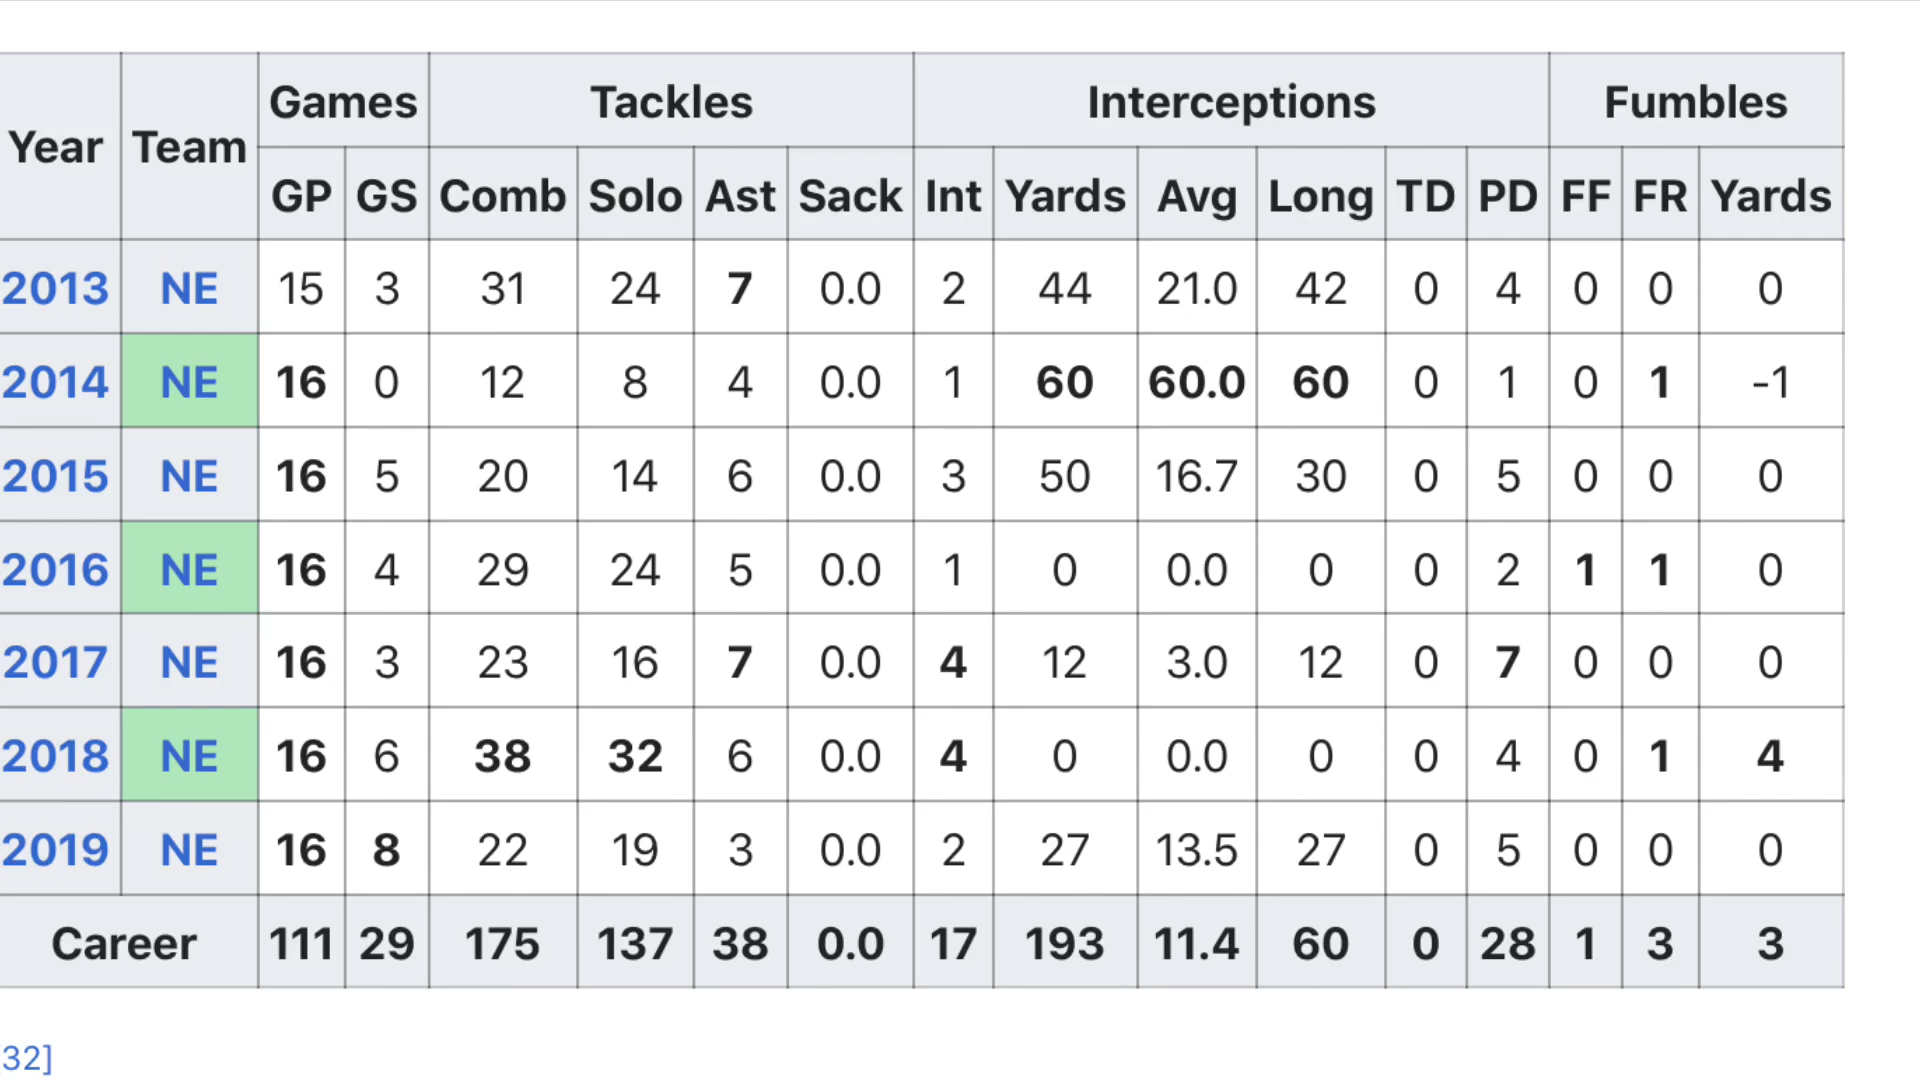 Year Team Games Tackles Interceptions Fumbles
GP GS Comb Solo Ast Sack Int Yards Avg Long TD PD FF FR Yards
2013 NE 15 3 31 24 7 0.0 2 44 21.0 42 0 4 0 0 0
2014 NE 16 0 12 8 4 0.0 1 60 60.0 60 0 1 0 1 -1
2015 NE 16 5 20 14 6 0.0 3 50 16.7 30 0 5 0 0 0
2016 NE 16 4 29 24 5 0.0 1 0 0.0 0 0 2 1 1 0
2017 NE 16 3 23 16 7 0.0 4 12 3.0 12 0 7 0 0 0
2018 NE 16 6 38 32 6 0.0 4 0 0.0 0 0 4 0 1 4
2019 NE 16 8 22 19 3 0.0 2 27 13.5 27 0 5 0 0 0
Career 111 29 175 137 38 0.0 17 193 11.4 60 0 28 1 3 3
32]